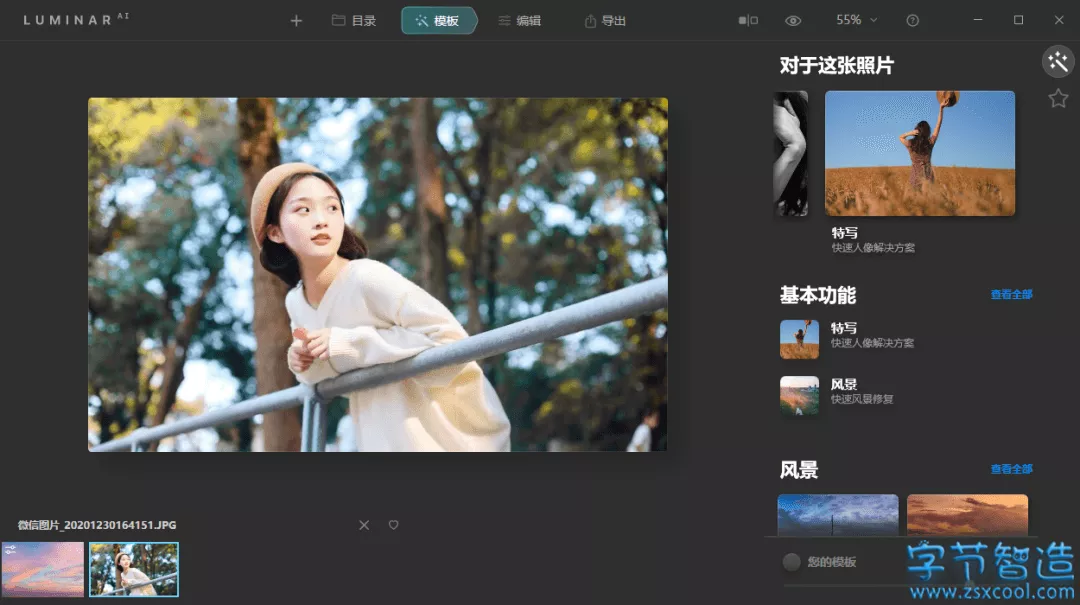 LUMINAR AI
目录
模板
编辑
导出
55%
对于这张照片
特写
快速人像解决方案
基本功能
查看全部
特写
快速人像解决方案
风景
快速风景修复
风景
查看全部
微信图片_20201230164151.JPG
您的模板
字节智造
www.zsxcool.com